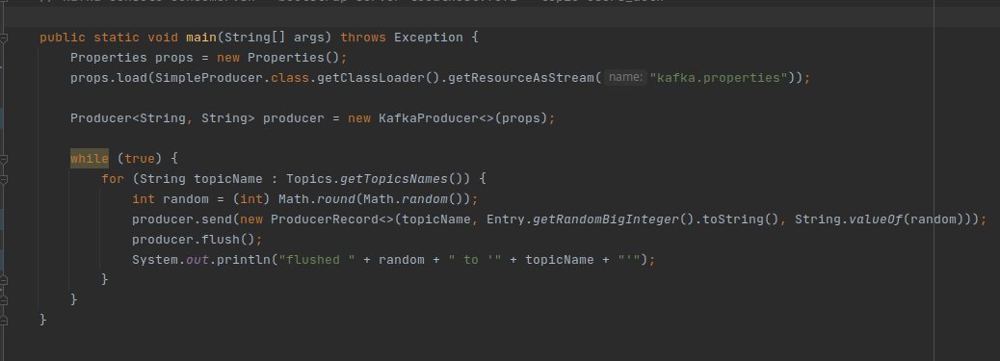 public static void main(String[] args) throws Exception {
Properties props = new Properties();
props.load(SimpleProducer.class.getClassLoader().getResourceAsStream( name: "kafka.properties"));
Producer<String, String> producer = new KafkaProducer<>(props);
while (true) {
for (String topicName : Topics.getTopicsNames()) {
int random = (int) Math.round(Math.random());
producer.send(new ProducerRecord<>(topicName, Entry.getRandomBigInteger().toString(), String.valueOf(random)));
producer.flush();
System.out.println("flushed " + random + " to '" + topicName + "'");
}
}
}